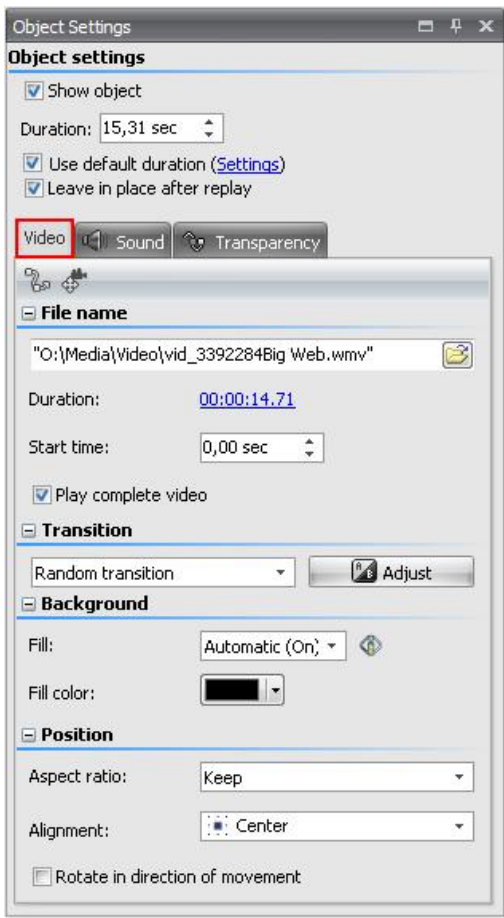 Object Settings
Object settings
Show object
Duration: 15,31 sec
Use default duration (Settings)
Leave in place after replay
Video Sound Transparency
File name
"O:\Media\Video\vid_3392284Big Web.wmv"
Duration: 00:00:14.71
Start time: 0,00 sec
Play complete video
Transition
Random transition Adjust
Background
Fill: Automatic (On)
Fill color:
Position
Aspect ratio: Keep
Alignment: Center
Rotate in direction of movement